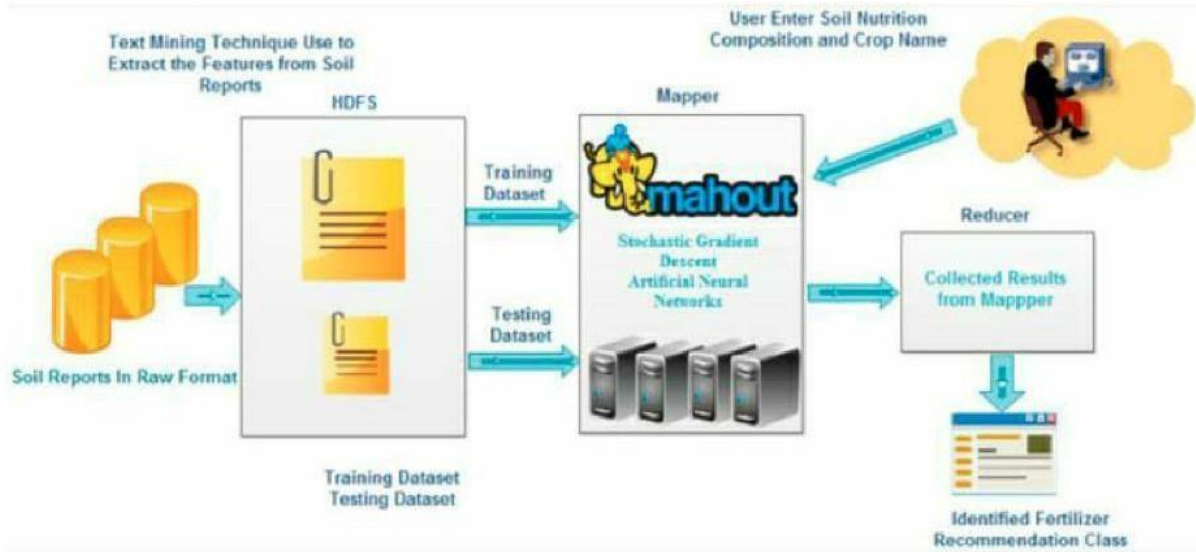 Text Mining Technique Use to
Extract the Features from Soil
Reports
HDFS
Soil Reports In Raw Format
Training Dataset
Testing Dataset
Training
Dataset
Testing
Dataset
Mapper
mahout
Stochastic Gradient
Descent
Artificial Neural
Networks
User Enter Soil Nutrition
Composition and Crop Name
Reducer
Collected Results
from Mappper
Identified Fertilizer
Recommendation Class